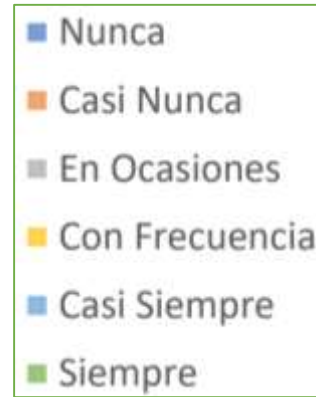 Nunca
Casi Nunca
En Ocasiones
Con Frecuencia
Casi Siempre
Siempre